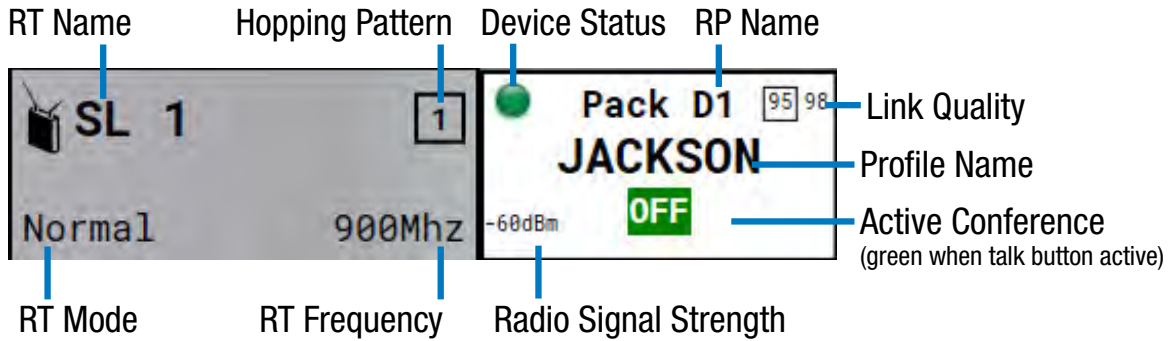 RT Name Hopping Pattern Device Status RP Name
SL 1 1 Pack D1 95 98 Link Quality
JACKSON Profile Name
OFF Active Conference
(green when talk button active)
Normal 900Mhz -60dBm
RT Mode RT Frequency Radio Signal Strength